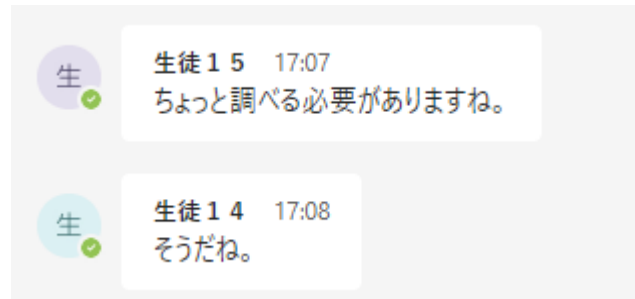 生
生徒１５ 17:07
ちょっと調べる必要がありますね。
生
生徒１４ 17:08
そうだね。